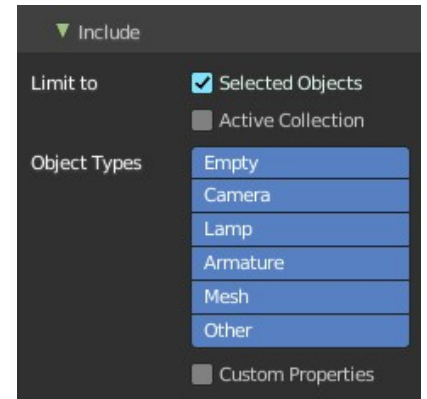 Include
Limit to Selected Objects
Active Collection
Object Types Empty
Camera
Lamp
Armature
Mesh
Other
Custom Properties